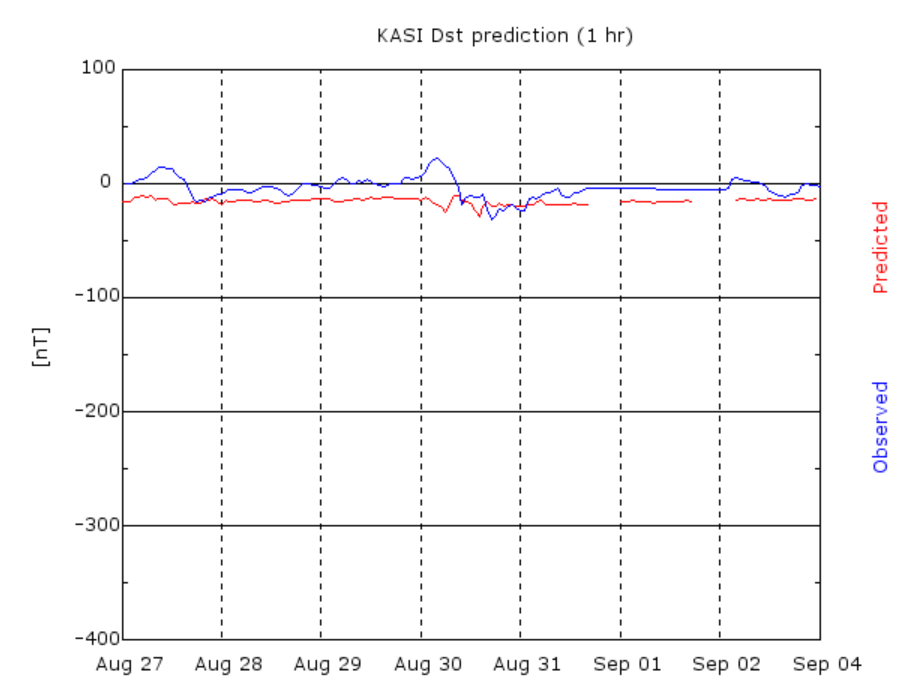 KASI Dst prediction (1 hr)
100
0
-100
-200
-300
-400
[nT]
Predicted
Observed
Aug 27 Aug 28 Aug 29 Aug 30 Aug 31 Sep 01 Sep 02 Sep 04